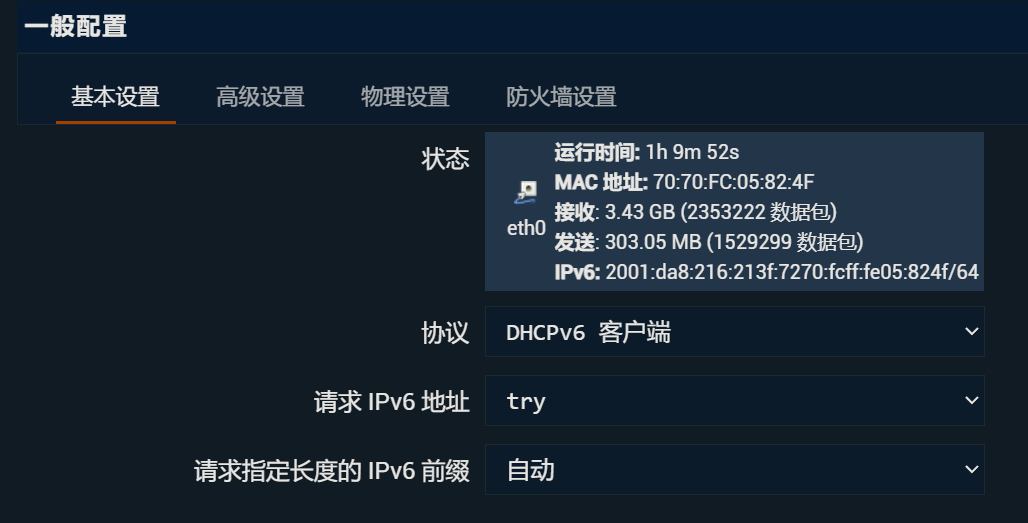 一般配置
基本设置 高级设置 物理设置 防火墙设置
状态
运行时间: 1h 9m 52s
MAC 地址: 70:70:FC:05:82:4F
接收: 3.43 GB (2353222 数据包)
eth0
发送: 303.05 MB (1529299 数据包)
IPv6: 2001:da8:216:213f:7270:fcff:fe05:824f/64
协议 DHCPv6 客户端
请求 IPv6 地址 try
请求指定长度的 IPv6 前缀 自动